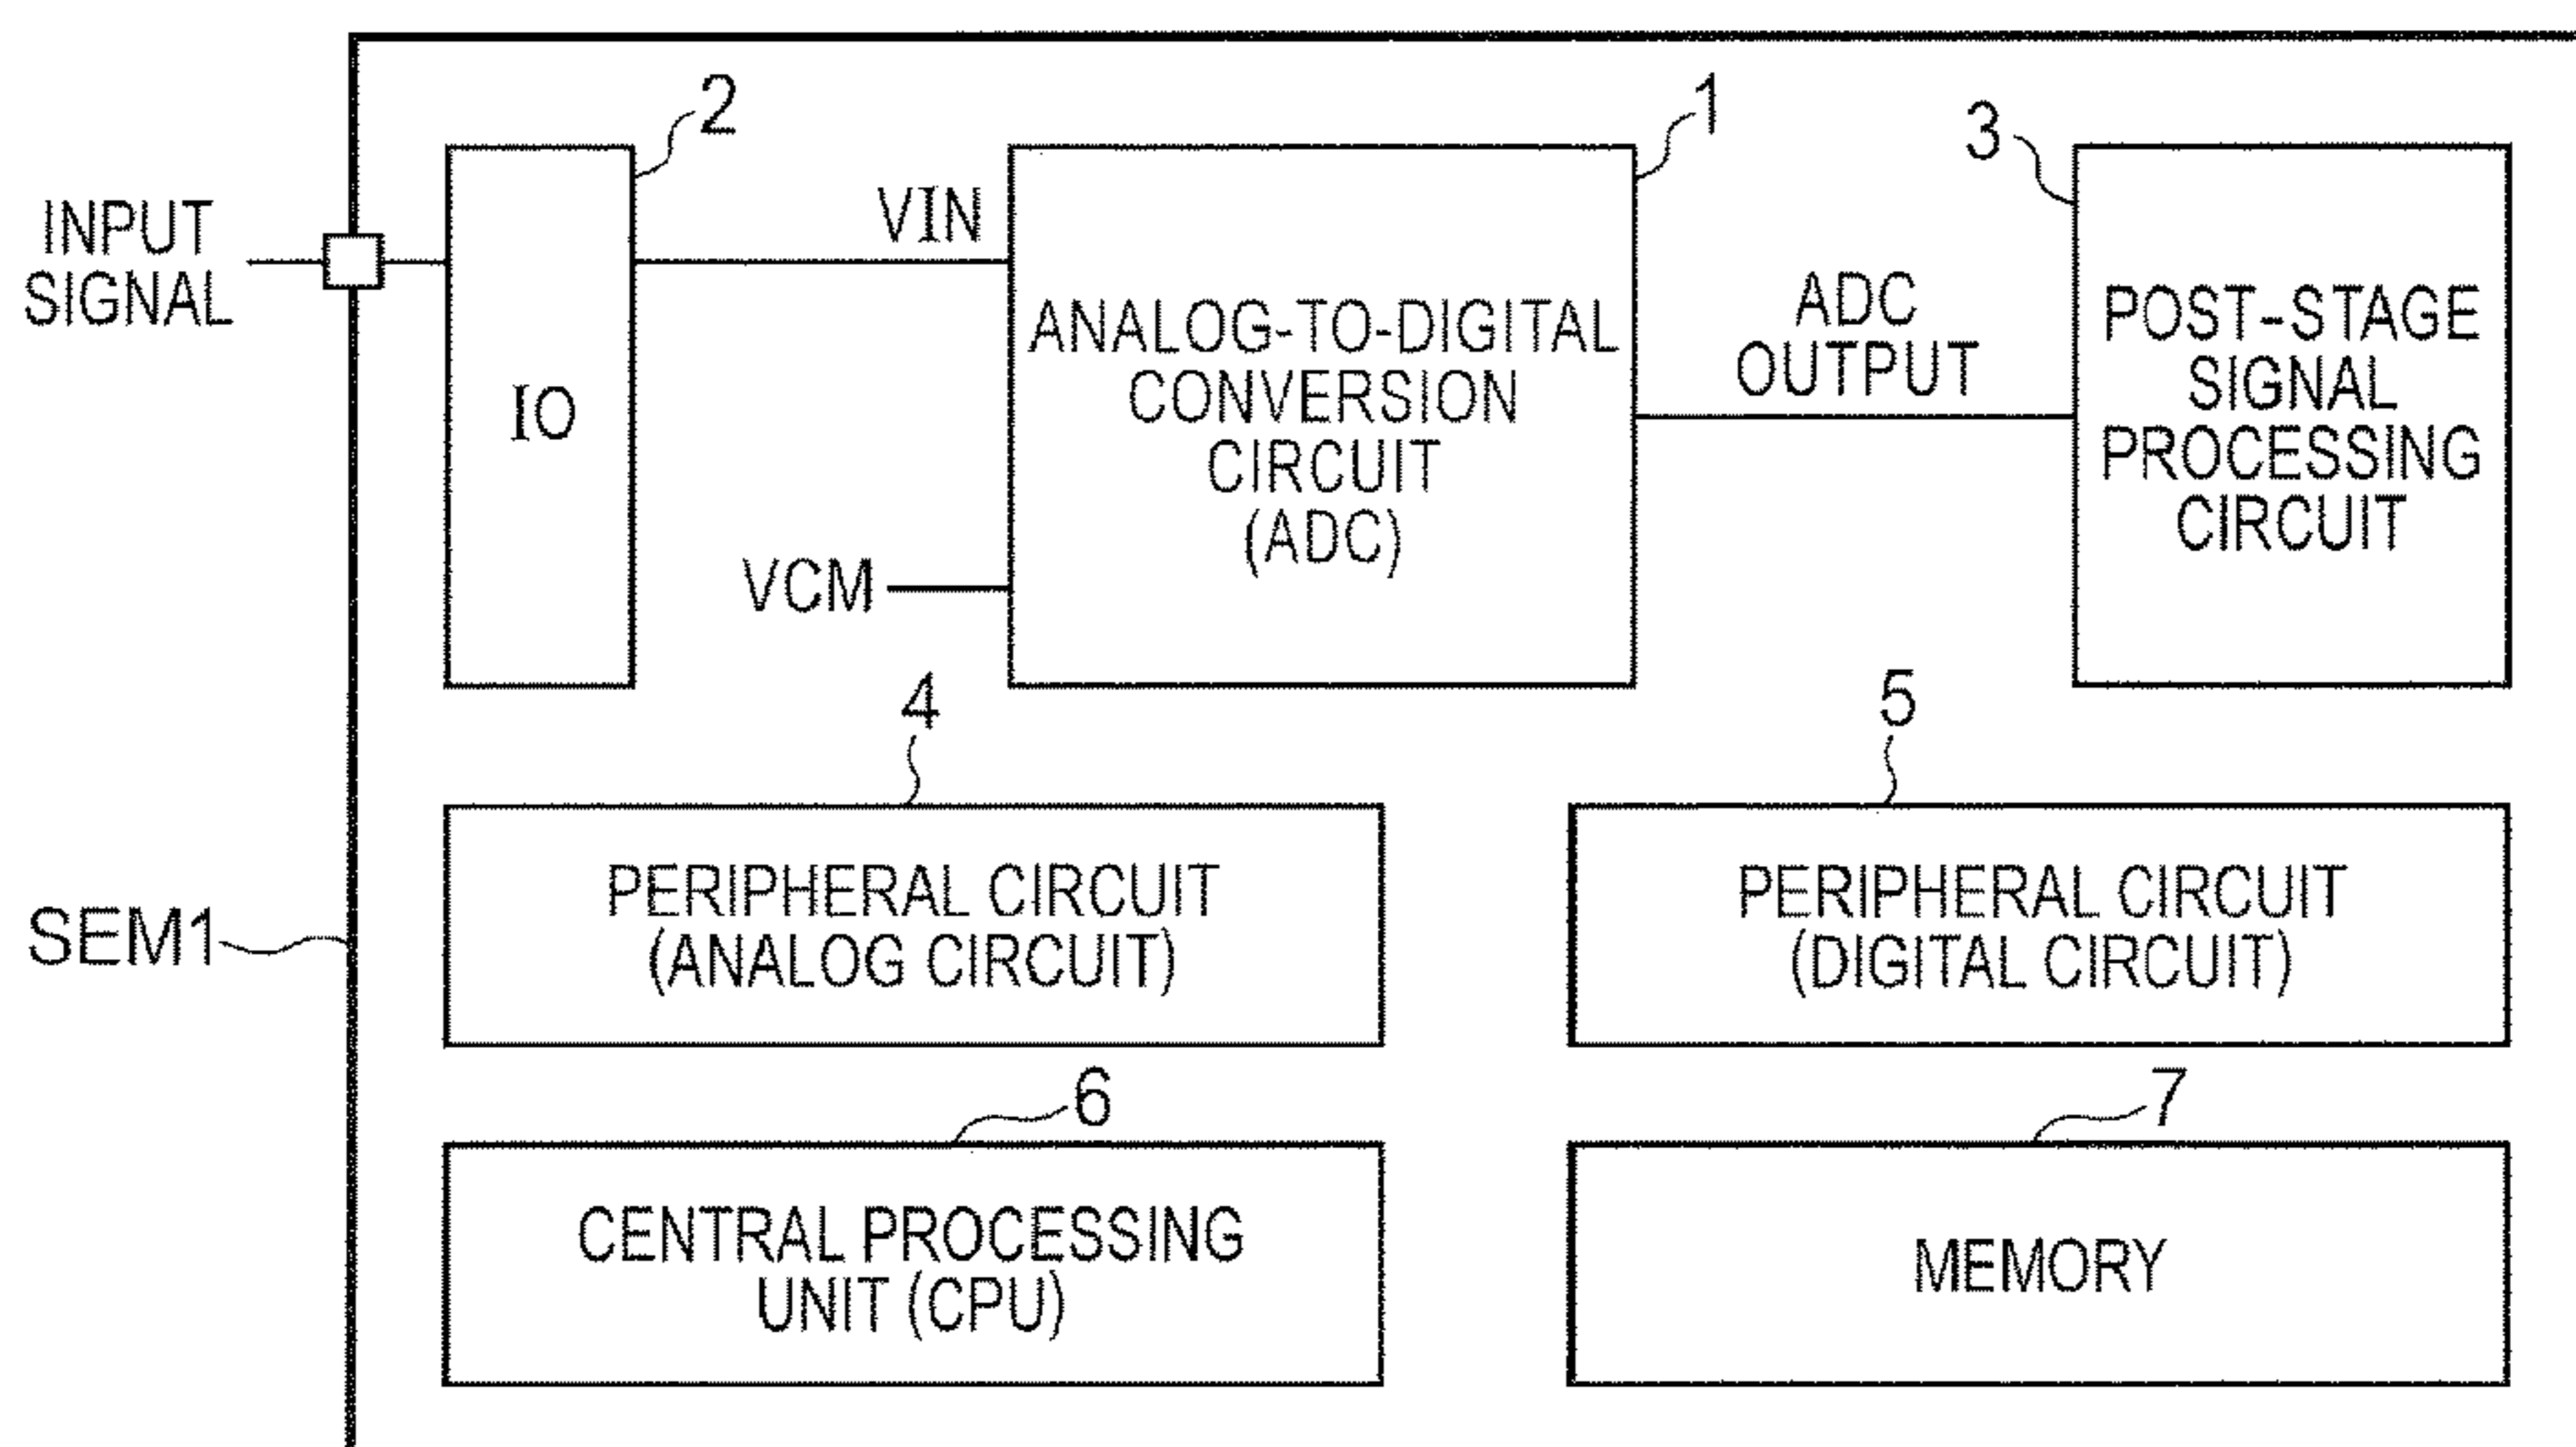 2
1
3
INPUT
SIGNAL
IO
VIN
VCM
ANALOG-TO-DIGITAL
CONVERSION
CIRCUIT
(ADC)
ADC
OUTPUT
POST-STAGE
SIGNAL
PROCESSING
CIRCUIT
4
5
PERIPHERAL CIRCUIT
(ANALOG CIRCUIT)
PERIPHERAL CIRCUIT
(DIGITAL CIRCUIT)
SEM1
6
7
CENTRAL PROCESSING
UNIT (CPU)
MEMORY